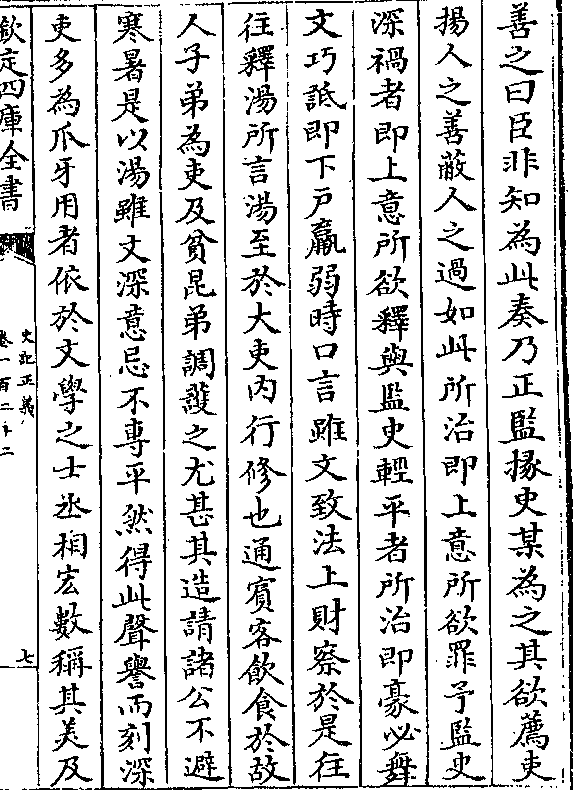 善之曰臣非知為此奏乃正監掾史某為之其欲薦吏
揚人之善蔽人之過如此所治即上意所欲罪予監史
深禍者即上意所欲釋與監史輕平者所治即豪必舞
文巧詆即下戸羸弱時口言雖文致法上財察於是往
往釋湯所言湯至於大吏内行修也通賓客飲食於故
人子弟為吏及貧昆弟調護之尤甚其造請諸公不避
寒暑是以湯雖文深意忌不專平然得此聲譽而刻深
吏多為爪牙用者依於文學之士丞相宏數稱其美及
欽定四庫全書
史記正義
卷一百二十二
七